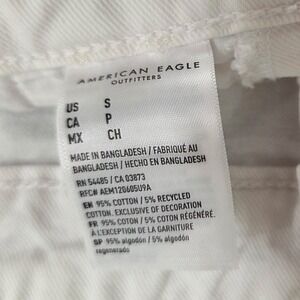 AMERICAN EAGLE
OUTFITTERS
US S
CA P
MX CH
MADE IN BANGLADESH / FABRIQUÉ AU
BANGLADESH / HECHO EN BANGLADESH
RN 54485 / CA 03873
RFC# AEM120605U9A
EN 95% COTTON / 5% RECYCLED
COTTON. EXCLUSIVE OF DECORATION
FR 95% COTON / 5% COTON RÉGÉNÉRÉ.
À L'EXCEPTION DE LA GARNITURE
SP 95% algodón / 5% algodón
regenerado